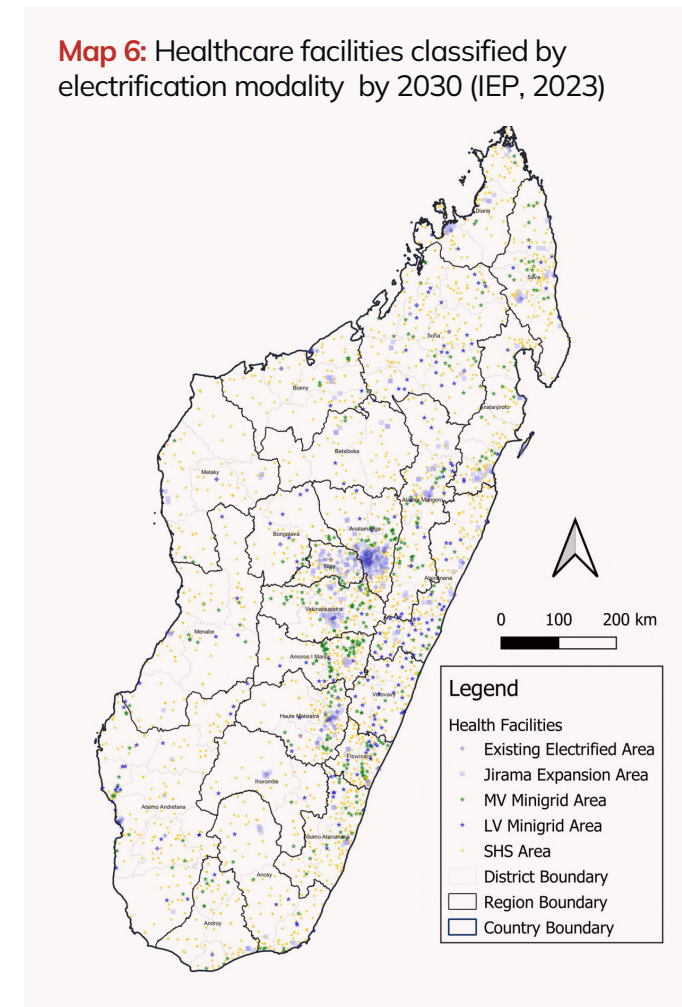 Map 6: Healthcare facilities classified by
electrification modality by 2030 (IEP, 2023)
Diana
Sava
Sofia
Boeny
Analanjirofo
Betsiboka
Melaky
Alaotra Mangoro
Analamanga
Bongolava
Itasy
Atsinanana
Vakinankaratra
Menabe
Amoron I Mania
Vatovavy
Haute Matsiatra
Fitovinany
Ihorombe
Atsimo Andrefana
Atsimo Atsinanana
Anosy
Androy
0 100 200 km
Legend
Health Facilities
Existing Electrified Area
Jirama Expansion Area
MV Minigrid Area
LV Minigrid Area
SHS Area
District Boundary
Region Boundary
Country Boundary